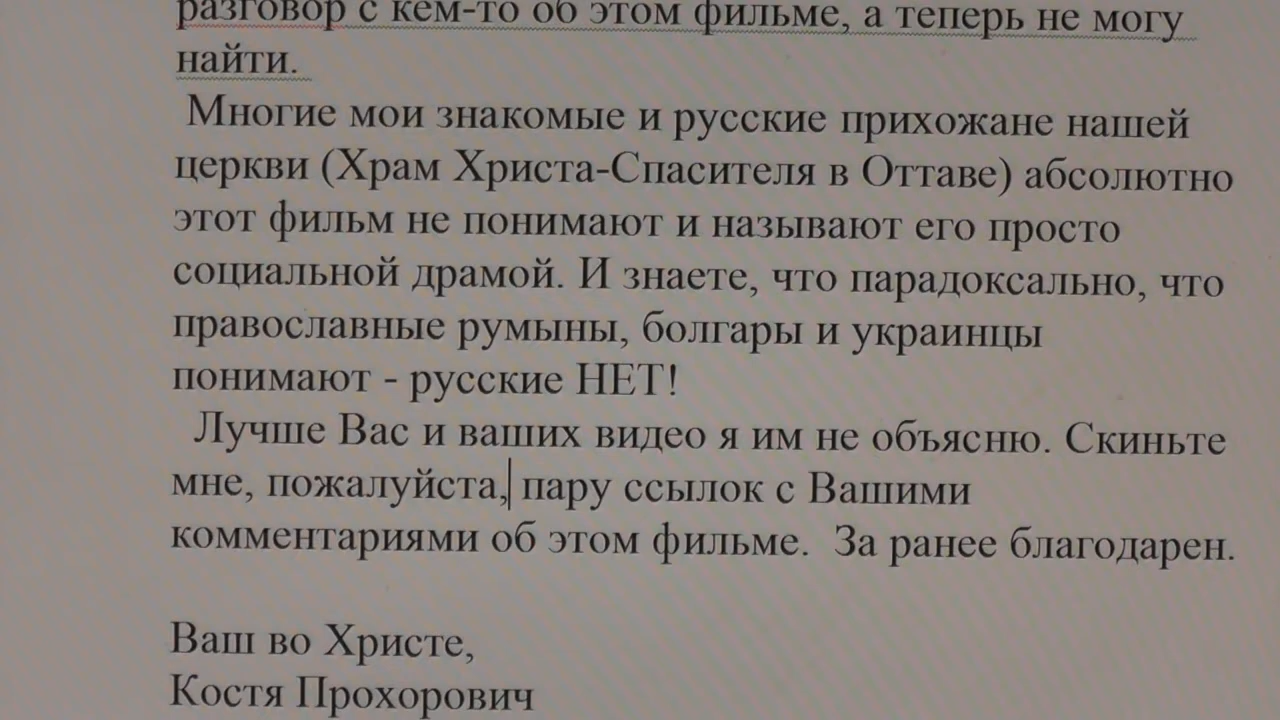 разговор с кем-то об этом фильме, а теперь не могу
найти.
Многие мои знакомые и русские прихожане нашей
церкви (Храм Христа-Спасителя в Оттаве) абсолютно
этот фильм не понимают и называют его просто
социальной драмой. И знаете, что парадоксально, что
православные румыны, болгары и украинцы
понимают - русские НЕТ!
Лучше Вас и ваших видео я им не объясню. Скиньте
мне, пожалуйста, пару ссылок с Вашими
комментариями об этом фильме. За ранее благодарен.
Ваш во Христе,
Костя Прохорович